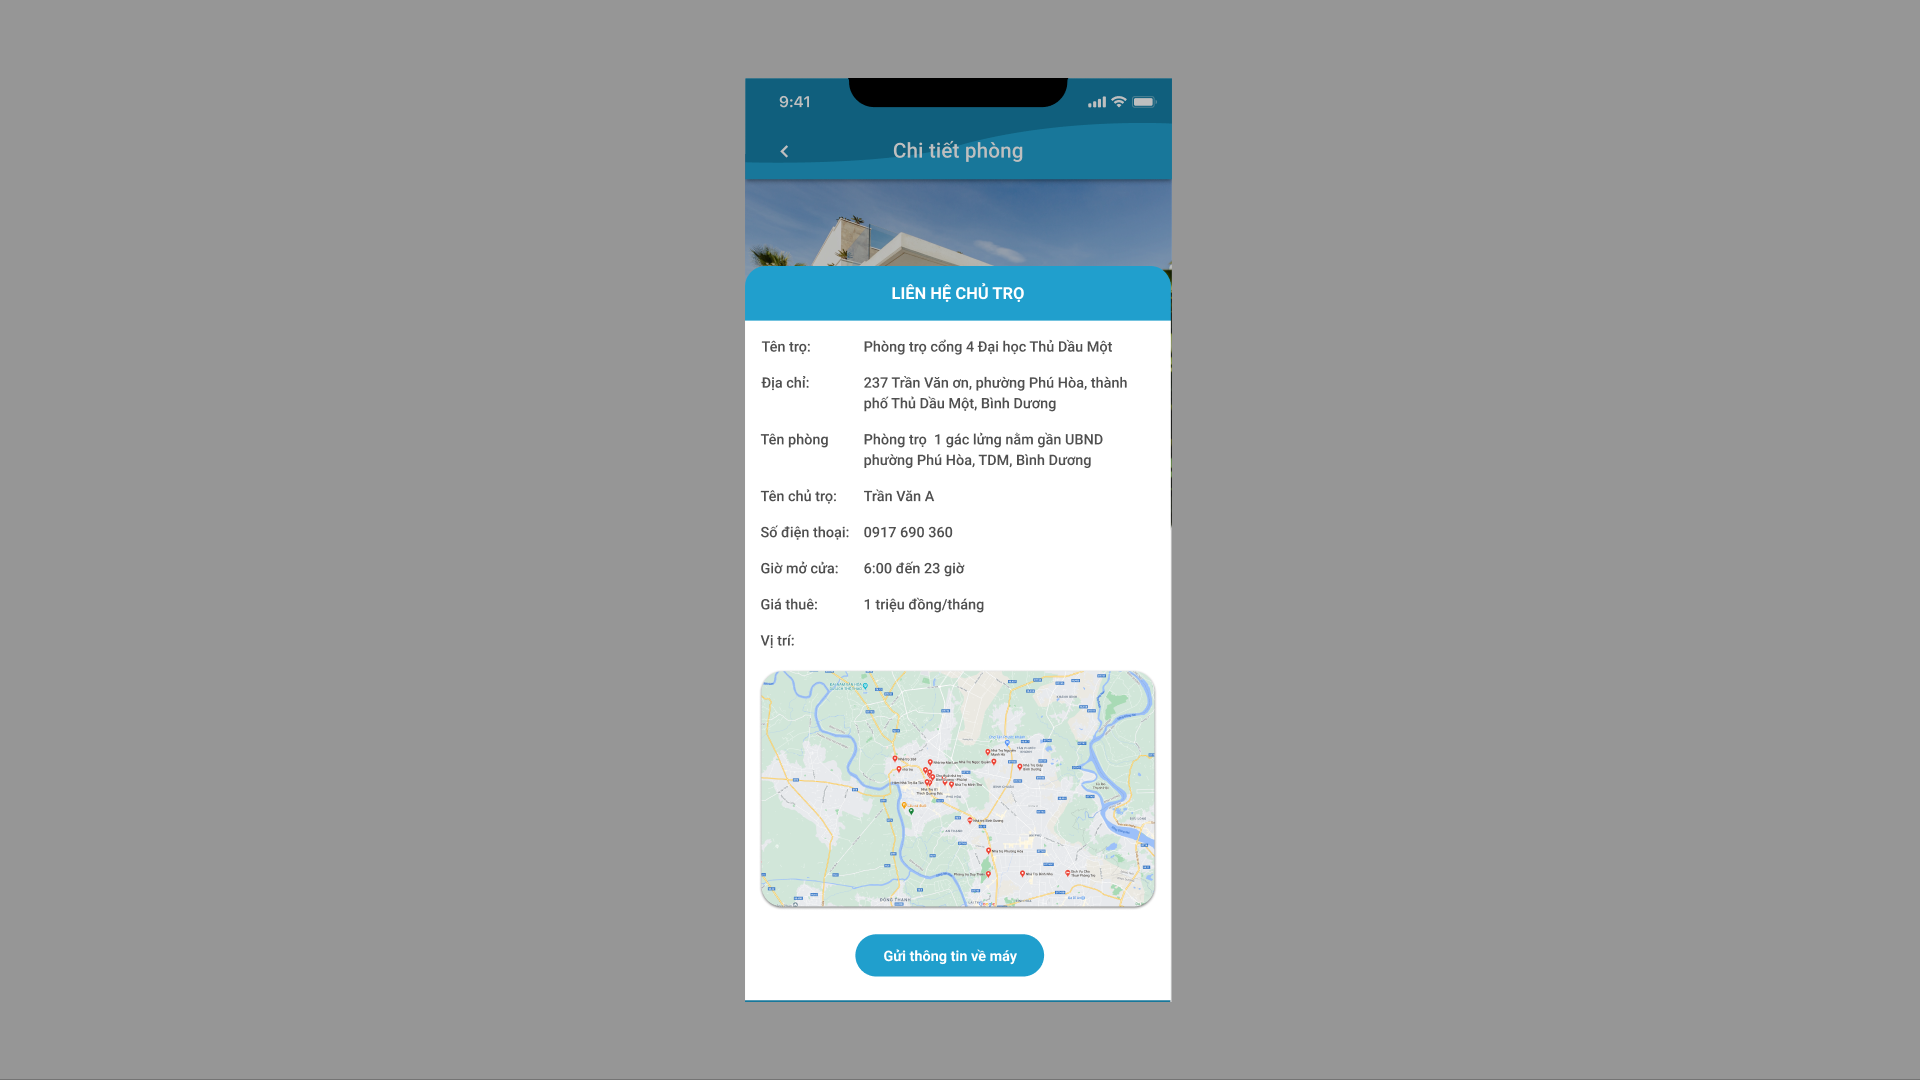 9:41
Chi tiết phòng
LIÊN HỆ CHỦ TRỌ
Tên trọ: Phòng trọ cổng 4 Đại học Thủ Dầu Một
Địa chỉ: 237 Trần Văn ơn, phường Phú Hòa, thành
phố Thủ Dầu Một, Bình Dương
Tên phòng Phòng trọ 1 gác lửng nằm gần UBND
phường Phú Hòa, TDM, Bình Dương
Tên chủ trọ: Trần Văn A
Số điện thoại: 0917 690 360
Giờ mở cửa: 6:00 đến 23 giờ
Giá thuê: 1 triệu đồng/tháng
Vị trí:
Gửi thông tin về máy